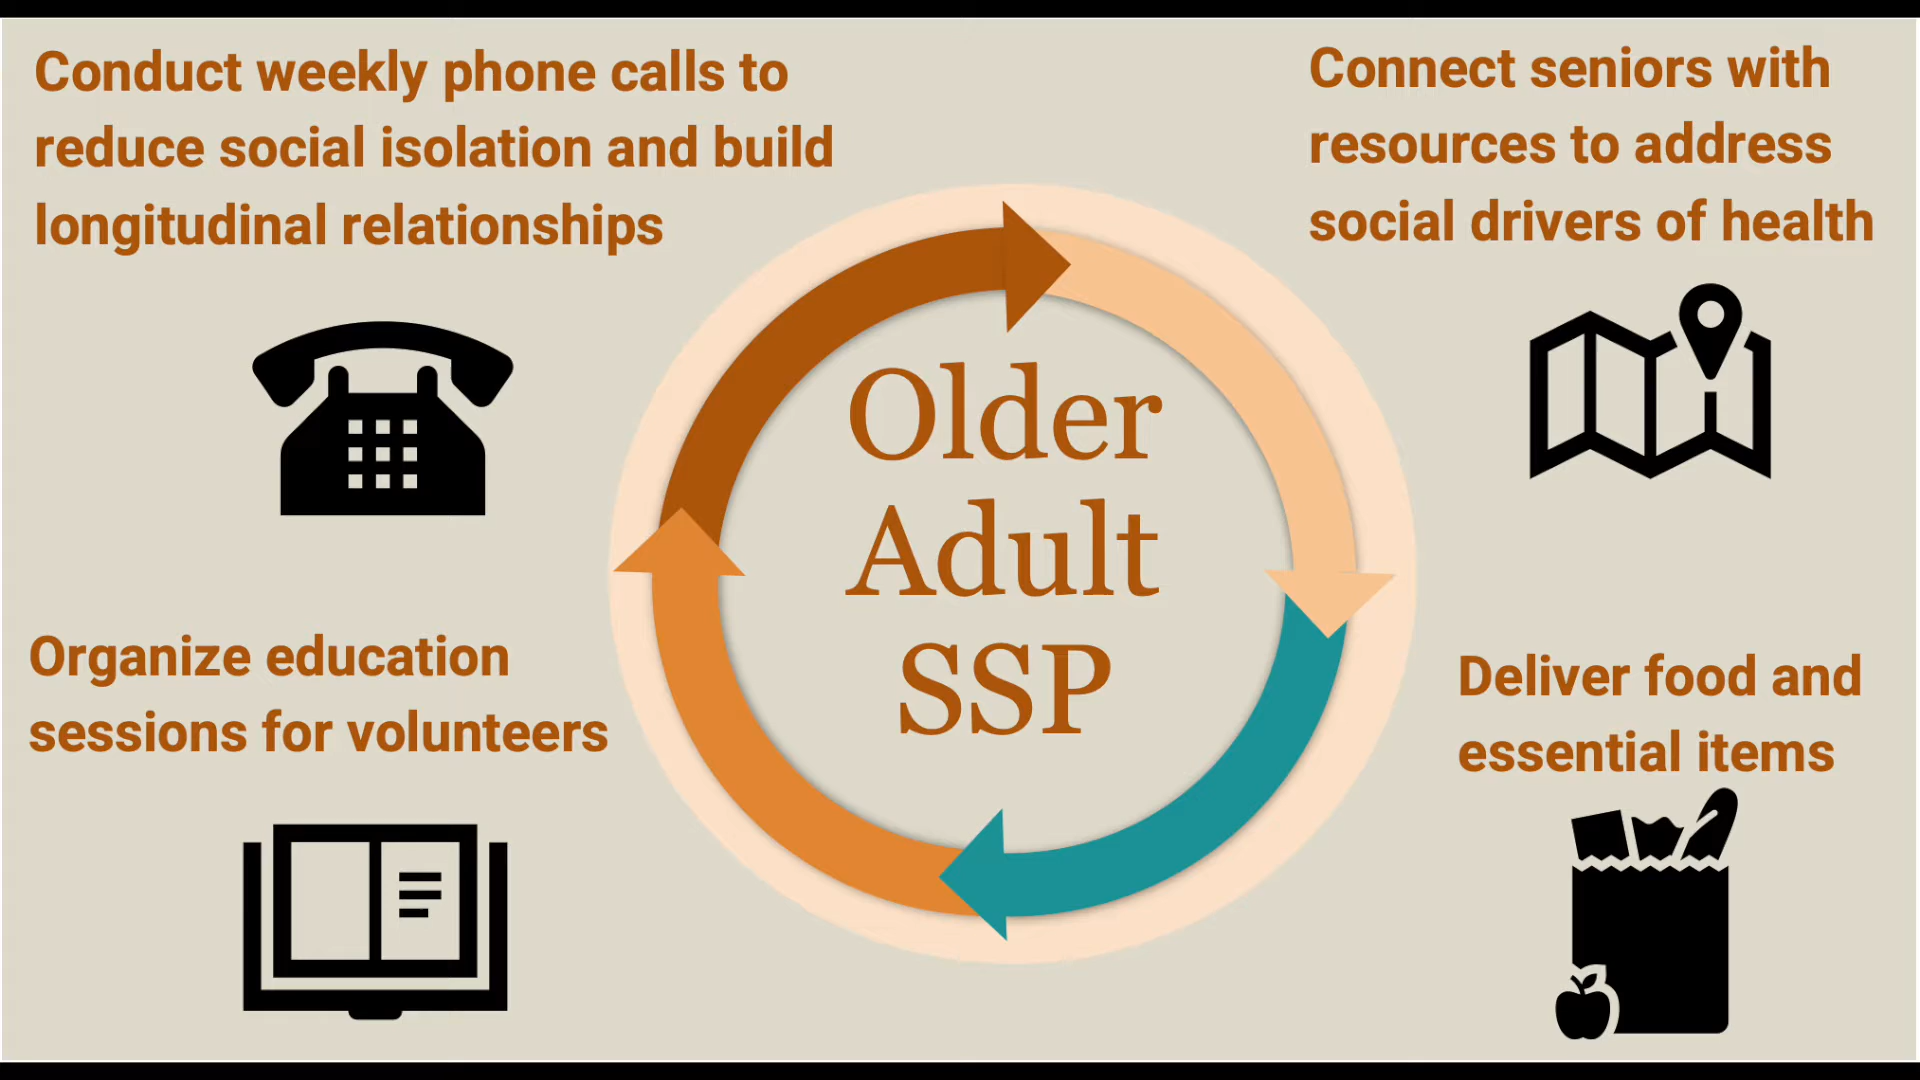 Conduct weekly phone calls to
reduce social isolation and build
longitudinal relationships
Connect seniors with
resources to address
social drivers of health
Older
Adult
SSP
Organize education
sessions for volunteers
Deliver food and
essential items